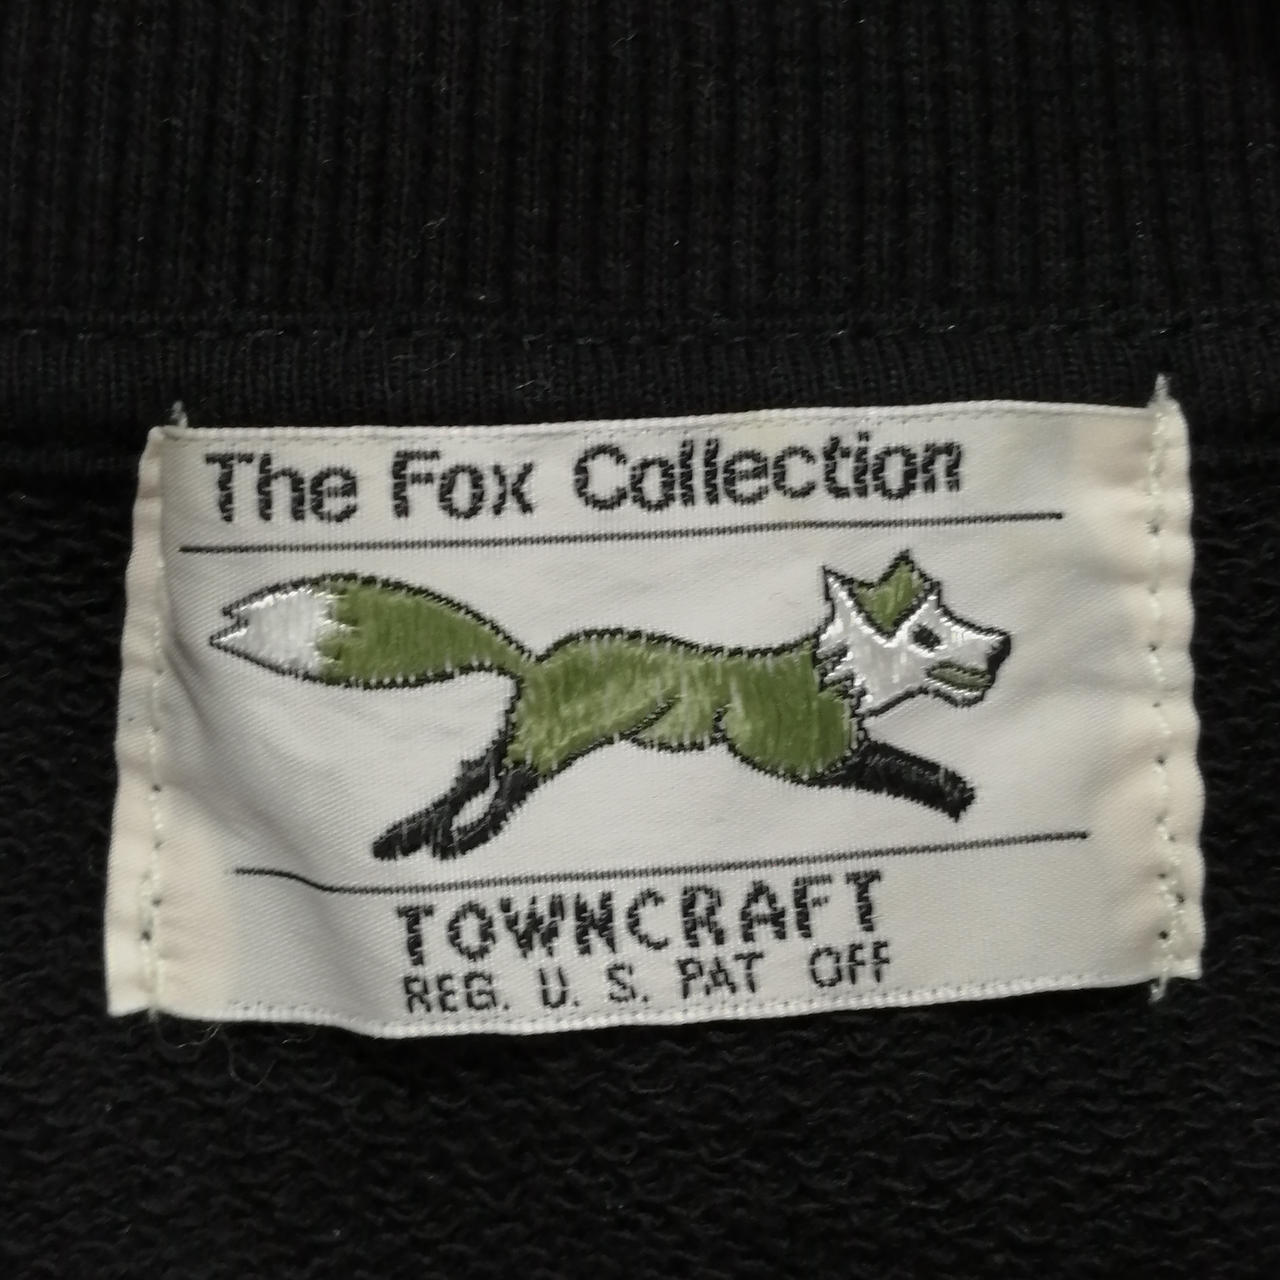 The Fox Collection
TOWNCRAFT
REG. U. S. PAT OFF